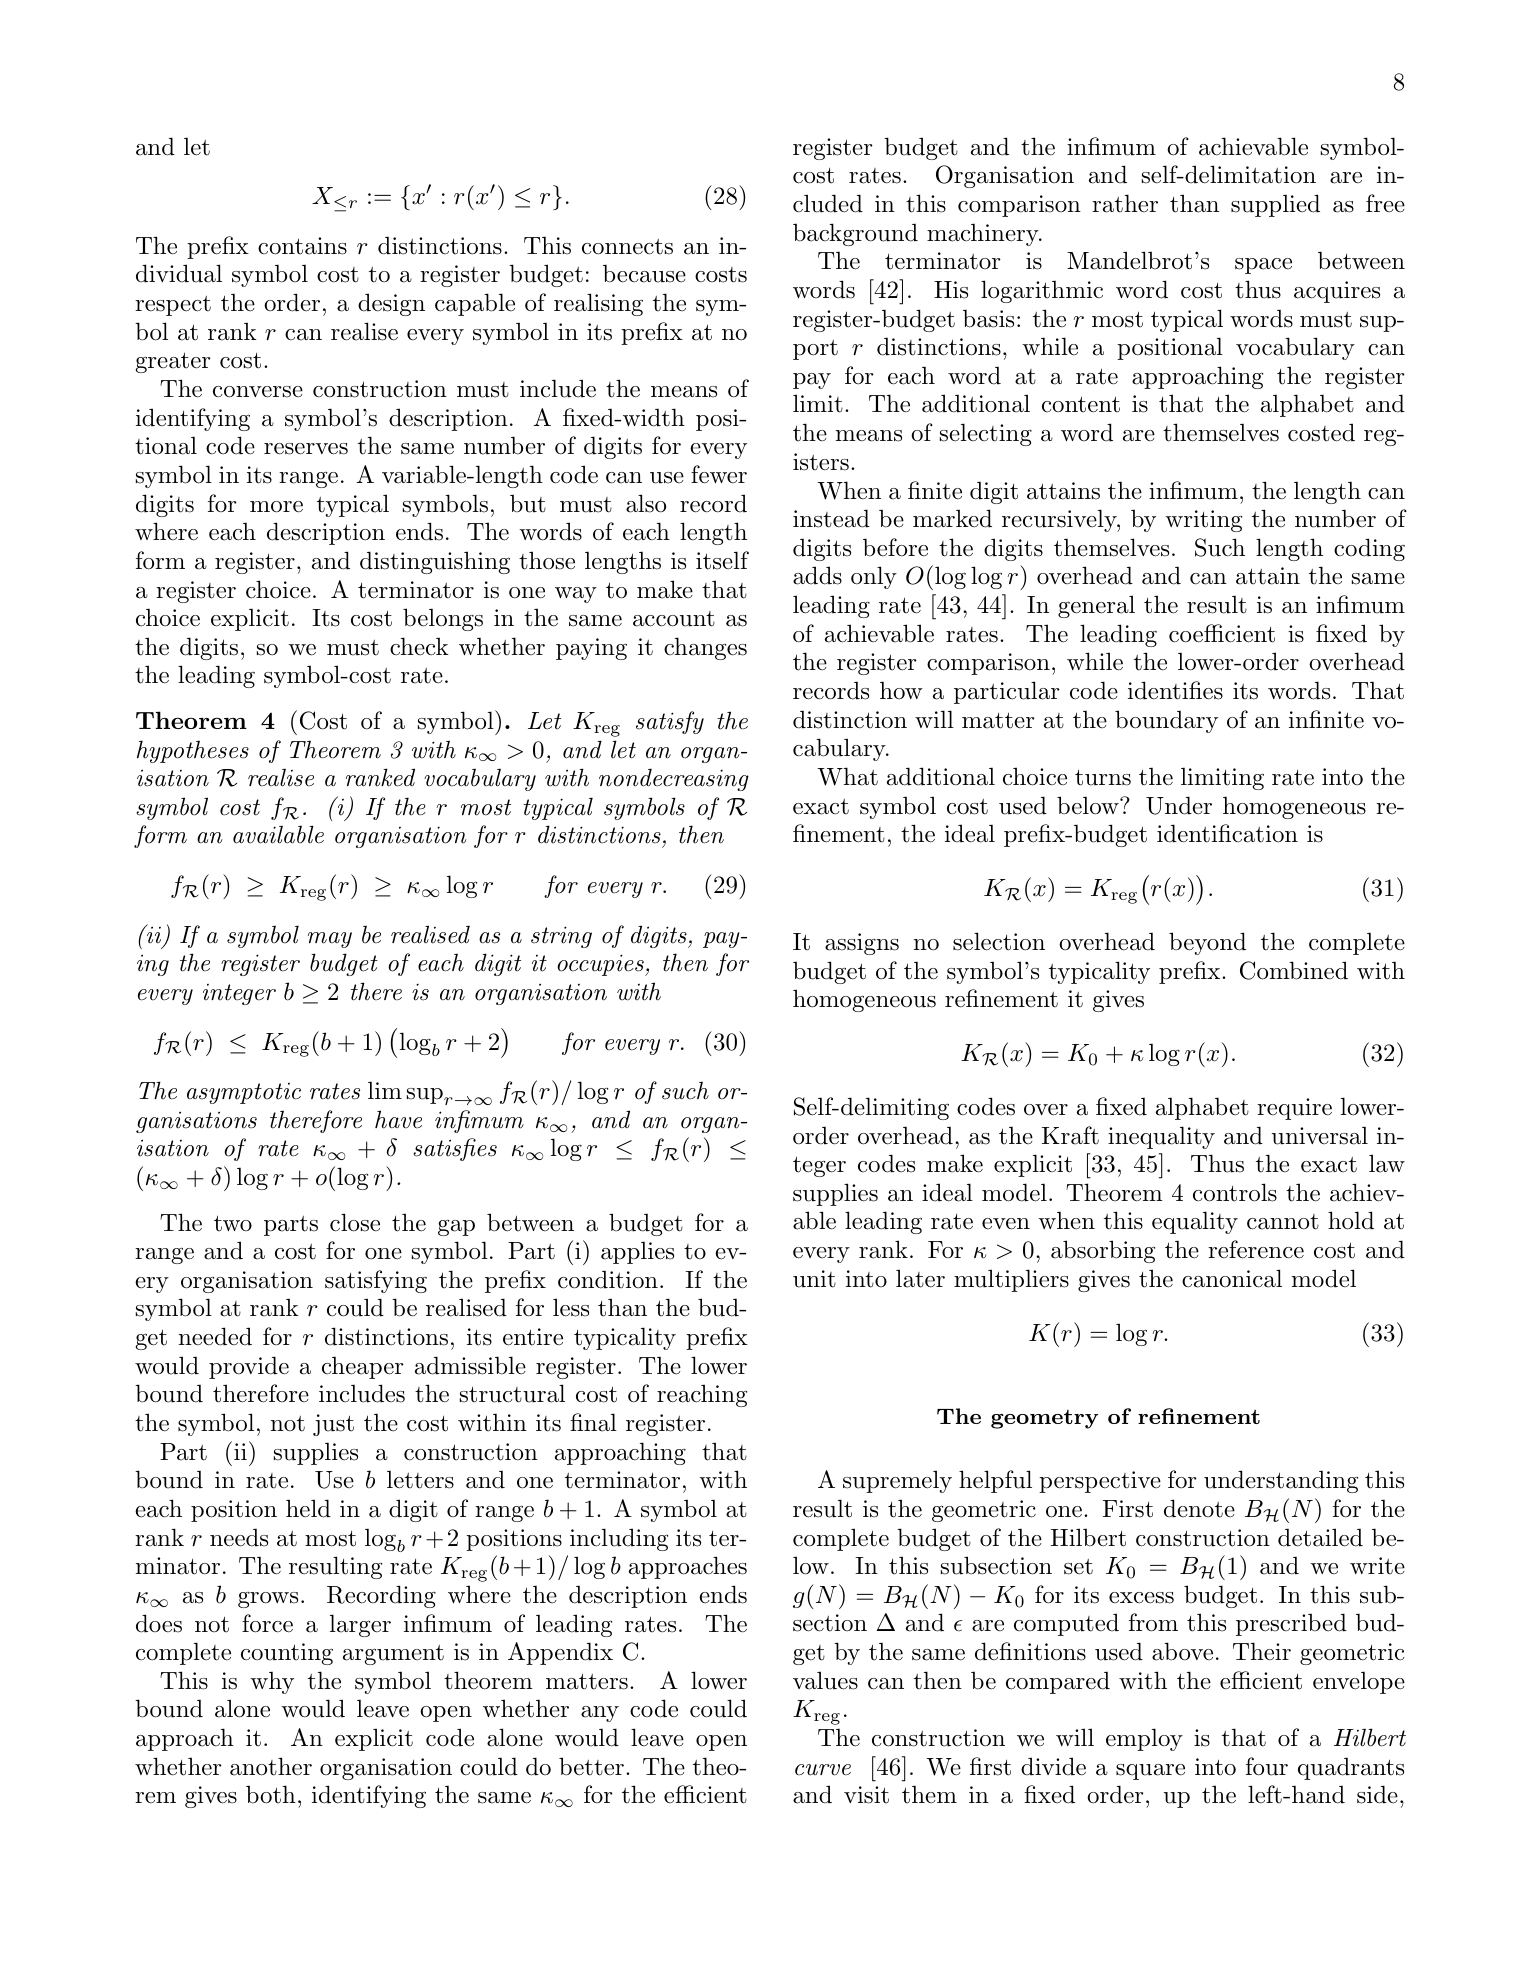 8
and let
X≤r := {x′ : r(x′) ≤ r}. (28)
The prefix contains r distinctions. This connects an in-
dividual symbol cost to a register budget: because costs
respect the order, a design capable of realising the sym-
bol at rank r can realise every symbol in its prefix at no
greater cost.
The converse construction must include the means of
identifying a symbol's description. A fixed-width posi-
tional code reserves the same number of digits for every
symbol in its range. A variable-length code can use fewer
digits for more typical symbols, but must also record
where each description ends. The words of each length
form a register, and distinguishing those lengths is itself
a register choice. A terminator is one way to make that
choice explicit. Its cost belongs in the same account as
the digits, so we must check whether paying it changes
the leading symbol-cost rate.
Theorem 4 (Cost of a symbol). Let Kreg satisfy the
hypotheses of Theorem 3 with κ∞ > 0, and let an organ-
isation R realise a ranked vocabulary with nondecreasing
symbol cost fR. (i) If the r most typical symbols of R
form an available organisation for r distinctions, then
fR(r) ≥ Kreg(r) ≥ κ∞ log r for every r. (29)
(ii) If a symbol may be realised as a string of digits, pay-
ing the register budget of each digit it occupies, then for
every integer b ≥ 2 there is an organisation with
fR(r) ≤ Kreg(b + 1) (logb r + 2) for every r. (30)
The asymptotic rates lim supr→∞ fR(r)/ log r of such or-
ganisations therefore have infimum κ∞, and an organ-
isation of rate κ∞ + δ satisfies κ∞ log r ≤ fR(r) ≤
(κ∞ + δ) log r + o(log r).
The two parts close the gap between a budget for a
range and a cost for one symbol. Part (i) applies to ev-
ery organisation satisfying the prefix condition. If the
symbol at rank r could be realised for less than the bud-
get needed for r distinctions, its entire typicality prefix
would provide a cheaper admissible register. The lower
bound therefore includes the structural cost of reaching
the symbol, not just the cost within its final register.
Part (ii) supplies a construction approaching that
bound in rate. Use b letters and one terminator, with
each position held in a digit of range b + 1. A symbol at
rank r needs at most logb r + 2 positions including its ter-
minator. The resulting rate Kreg(b+1)/ log b approaches
κ∞ as b grows. Recording where the description ends
does not force a larger infimum of leading rates. The
complete counting argument is in Appendix C.
This is why the symbol theorem matters. A lower
bound alone would leave open whether any code could
approach it. An explicit code alone would leave open
whether another organisation could do better. The theo-
rem gives both, identifying the same κ∞ for the efficient
register budget and the infimum of achievable symbol-
cost rates. Organisation and self-delimitation are in-
cluded in this comparison rather than supplied as free
background machinery.
The terminator is Mandelbrot's space between
words [42]. His logarithmic word cost thus acquires a
register-budget basis: the r most typical words must sup-
port r distinctions, while a positional vocabulary can
pay for each word at a rate approaching the register
limit. The additional content is that the alphabet and
the means of selecting a word are themselves costed reg-
isters.
When a finite digit attains the infimum, the length can
instead be marked recursively, by writing the number of
digits before the digits themselves. Such length coding
adds only O(log log r) overhead and can attain the same
leading rate [43, 44]. In general the result is an infimum
of achievable rates. The leading coefficient is fixed by
the register comparison, while the lower-order overhead
records how a particular code identifies its words. That
distinction will matter at the boundary of an infinite vo-
cabulary.
What additional choice turns the limiting rate into the
exact symbol cost used below? Under homogeneous re-
finement, the ideal prefix-budget identification is
KR(x) = Kreg(r(x)). (31)
It assigns no selection overhead beyond the complete
budget of the symbol's typicality prefix. Combined with
homogeneous refinement it gives
KR(x) = K0 + κ log r(x). (32)
Self-delimiting codes over a fixed alphabet require lower-
order overhead, as the Kraft inequality and universal in-
teger codes make explicit [33, 45]. Thus the exact law
supplies an ideal model. Theorem 4 controls the achiev-
able leading rate even when this equality cannot hold at
every rank. For κ > 0, absorbing the reference cost and
unit into later multipliers gives the canonical model
K(r) = log r. (33)
The geometry of refinement
A supremely helpful perspective for understanding this
result is the geometric one. First denote BH(N) for the
complete budget of the Hilbert construction detailed be-
low. In this subsection set K0 = BH(1) and we write
g(N) = BH(N) − K0 for its excess budget. In this sub-
section Δ and ϵ are computed from this prescribed bud-
get by the same definitions used above. Their geometric
values can then be compared with the efficient envelope
Kreg.
The construction we will employ is that of a Hilbert
curve [46]. We first divide a square into four quadrants
and visit them in a fixed order, up the left-hand side,